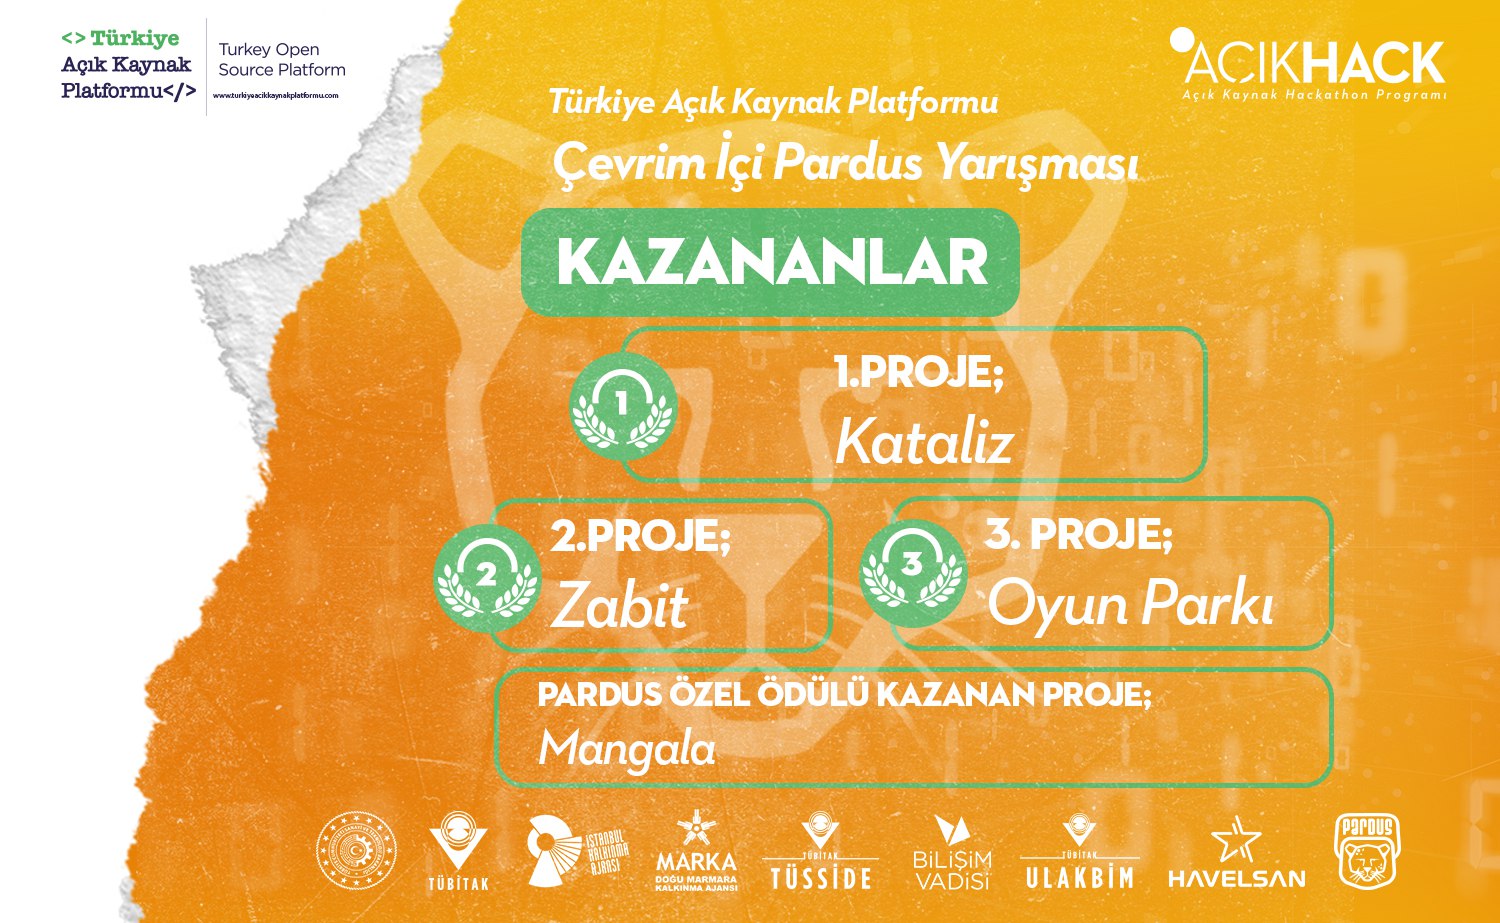 <> Türkiye
Açık Kaynak
Platformu</>
Turkey Open
Source Platform
www.turkiyeacikkaynakplatformu.com
AÇIKHACK
Açık Kaynak Hackathon Programı
Türkiye Açık Kaynak Platformu
Çevrim İçi Pardus Yarışması
KAZANANLAR
1
1.PROJE;
Kataliz
2
2.PROJE;
Zabit
3
3. PROJE;
Oyun Parkı
PARDUS ÖZEL ÖDÜLÜ KAZANAN PROJE;
Mangala
TÜBİTAK
İSTANBUL
KALKINMA
AJANSI
MARKA
DOĞU MARMARA
KALKINMA AJANSI
TÜBİTAK
TÜSSİDE
BİLİŞİM
VADİSİ
TÜBİTAK
ULAKBİM
HAVELSAN
PARDUS